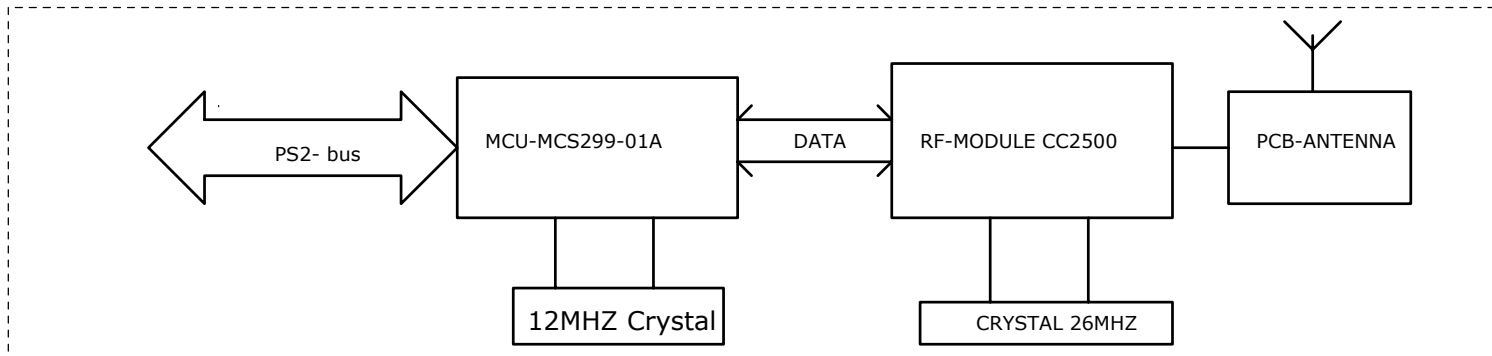 PS2- bus
MCU-MCS299-01A
DATA
RF-MODULE CC2500
PCB-ANTENNA
12MHZ Crystal
CRYSTAL 26MHZ